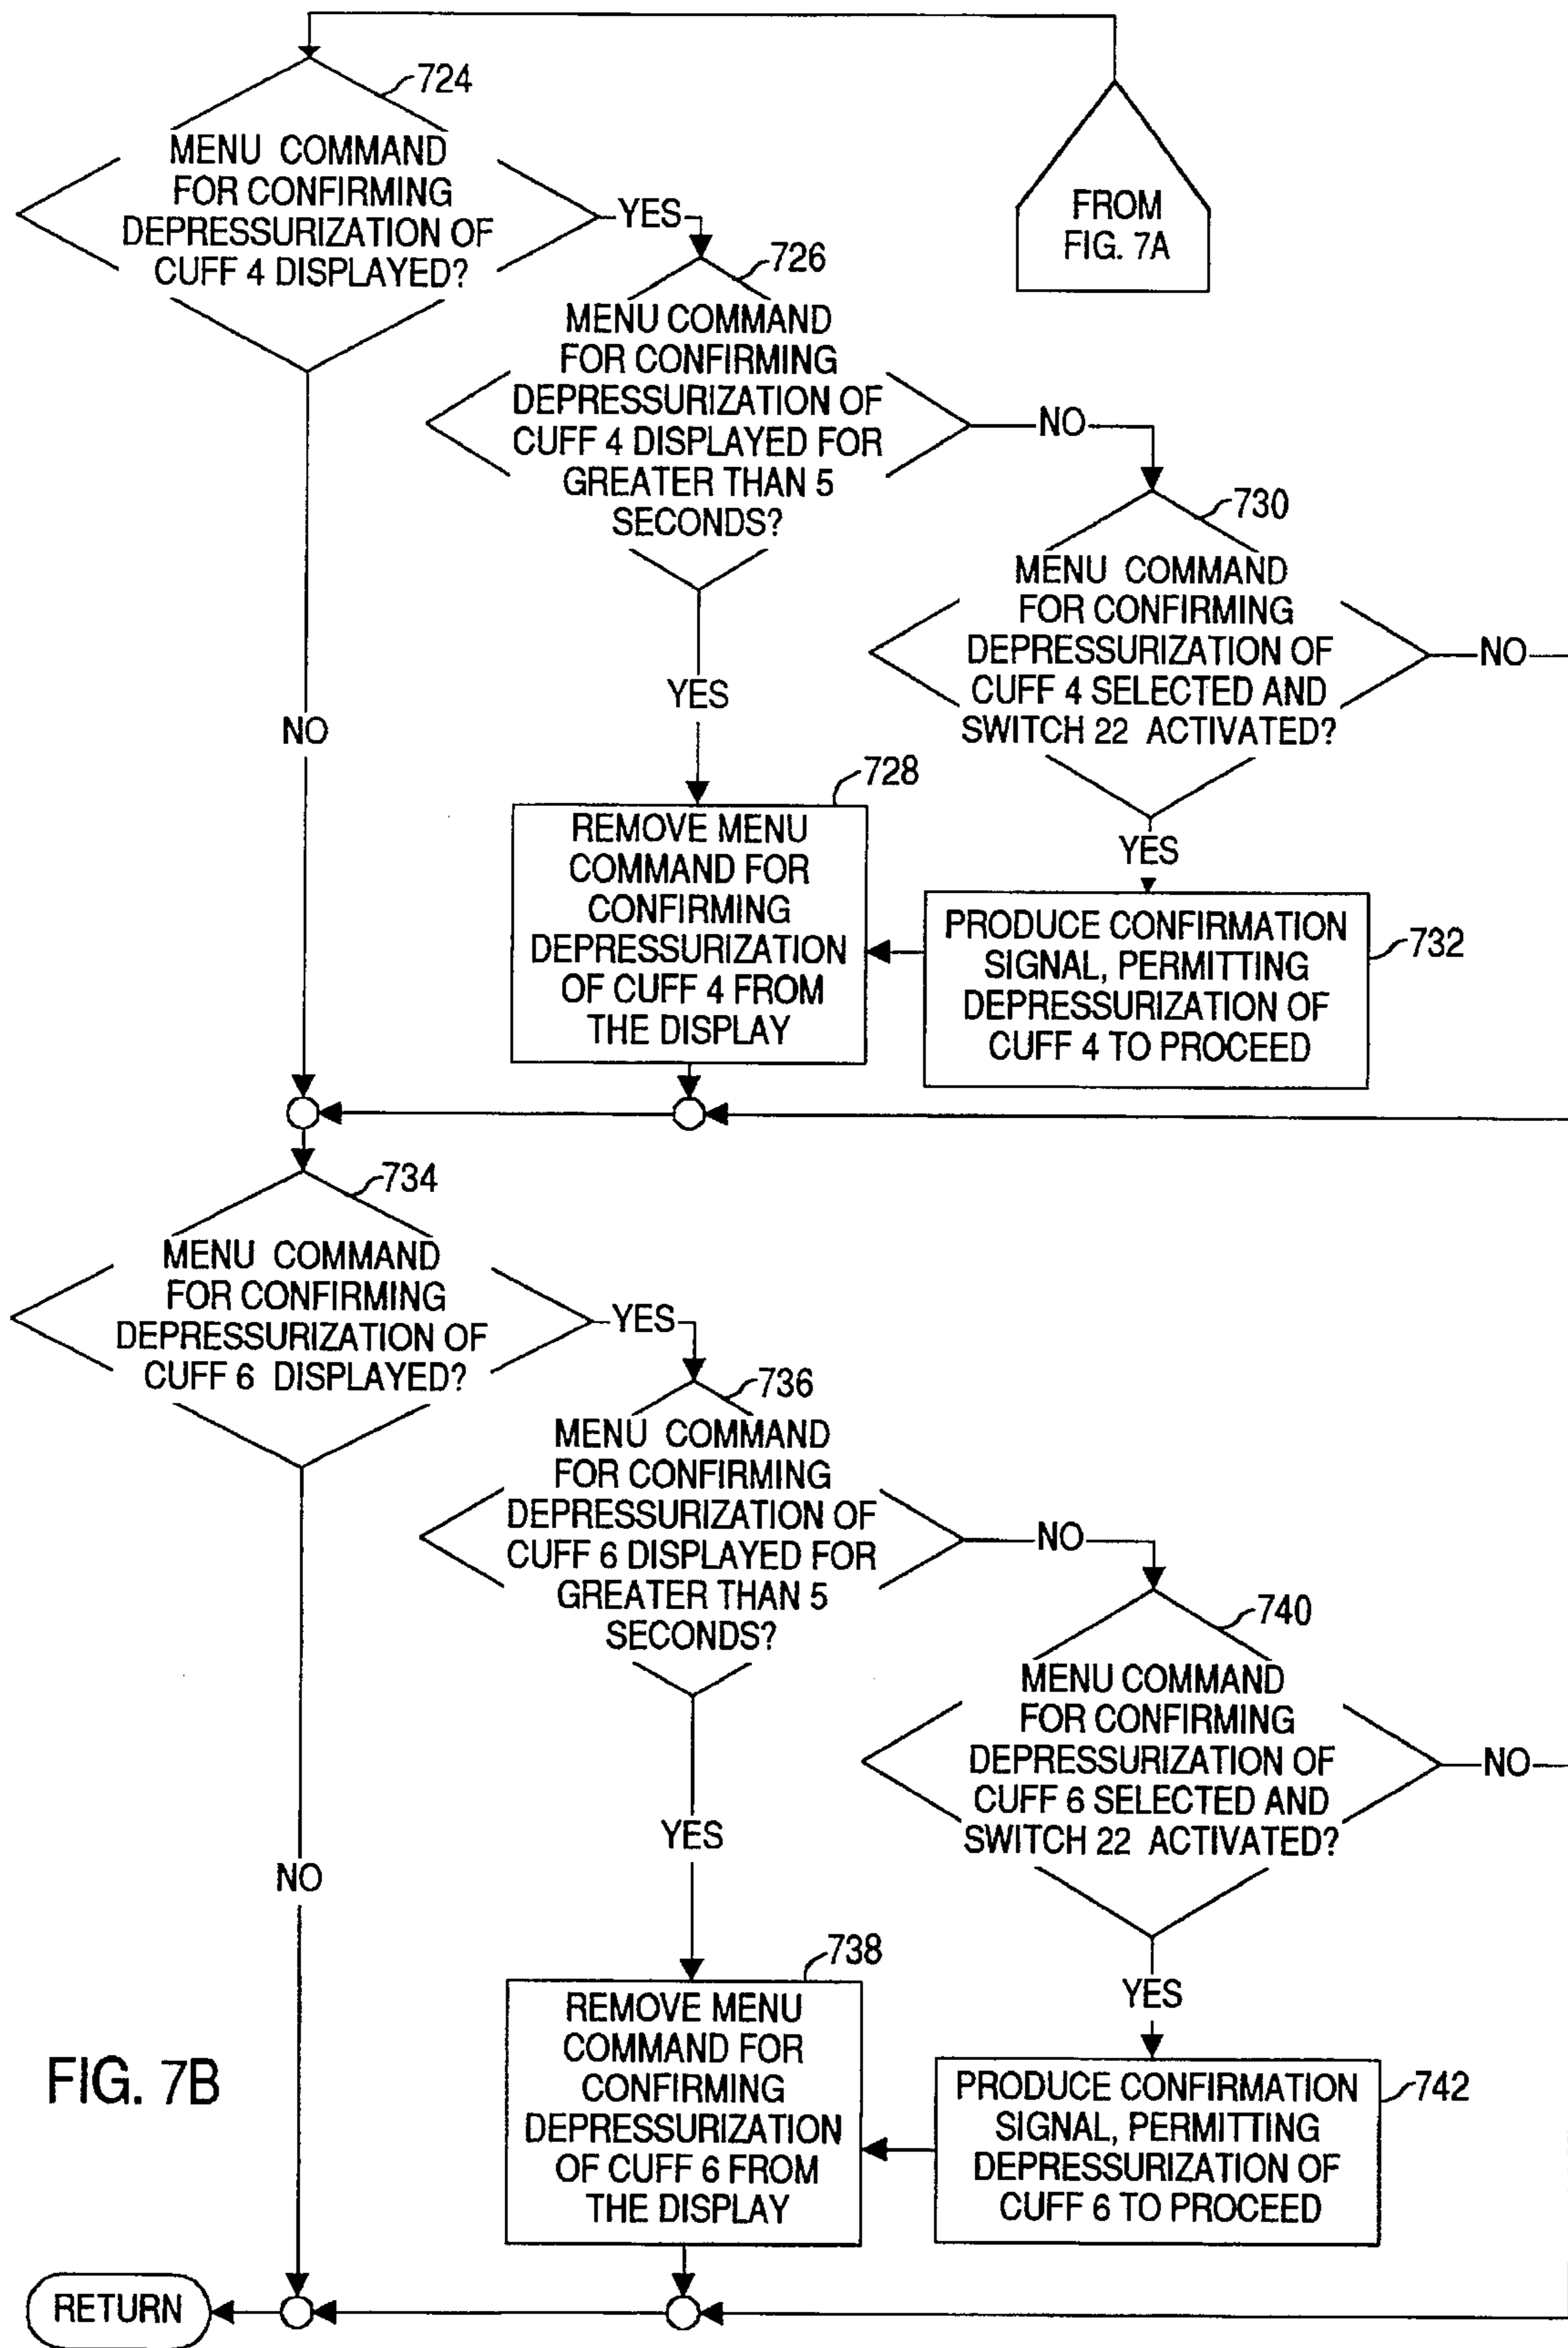 724
MENU COMMAND
FOR CONFIRMING
DEPRESSURIZATION OF
CUFF 4 DISPLAYED?
YES
NO
FROM
FIG. 7A
726
MENU COMMAND
FOR CONFIRMING
DEPRESSURIZATION OF
CUFF 4 DISPLAYED FOR
GREATER THAN 5
SECONDS?
NO
YES
730
MENU COMMAND
FOR CONFIRMING
DEPRESSURIZATION OF
CUFF 4 SELECTED AND
SWITCH 22 ACTIVATED?
NO
YES
728
REMOVE MENU
COMMAND FOR
CONFIRMING
DEPRESSURIZATION
OF CUFF 4 FROM
THE DISPLAY
732
PRODUCE CONFIRMATION
SIGNAL, PERMITTING
DEPRESSURIZATION OF
CUFF 4 TO PROCEED
734
MENU COMMAND
FOR CONFIRMING
DEPRESSURIZATION OF
CUFF 6 DISPLAYED?
YES
NO
736
MENU COMMAND
FOR CONFIRMING
DEPRESSURIZATION OF
CUFF 6 DISPLAYED FOR
GREATER THAN 5
SECONDS?
NO
YES
740
MENU COMMAND
FOR CONFIRMING
DEPRESSURIZATION OF
CUFF 6 SELECTED AND
SWITCH 22 ACTIVATED?
NO
YES
738
REMOVE MENU
COMMAND FOR
CONFIRMING
DEPRESSURIZATION
OF CUFF 6 FROM
THE DISPLAY
742
PRODUCE CONFIRMATION
SIGNAL, PERMITTING
DEPRESSURIZATION OF
CUFF 6 TO PROCEED
FIG. 7B
RETURN